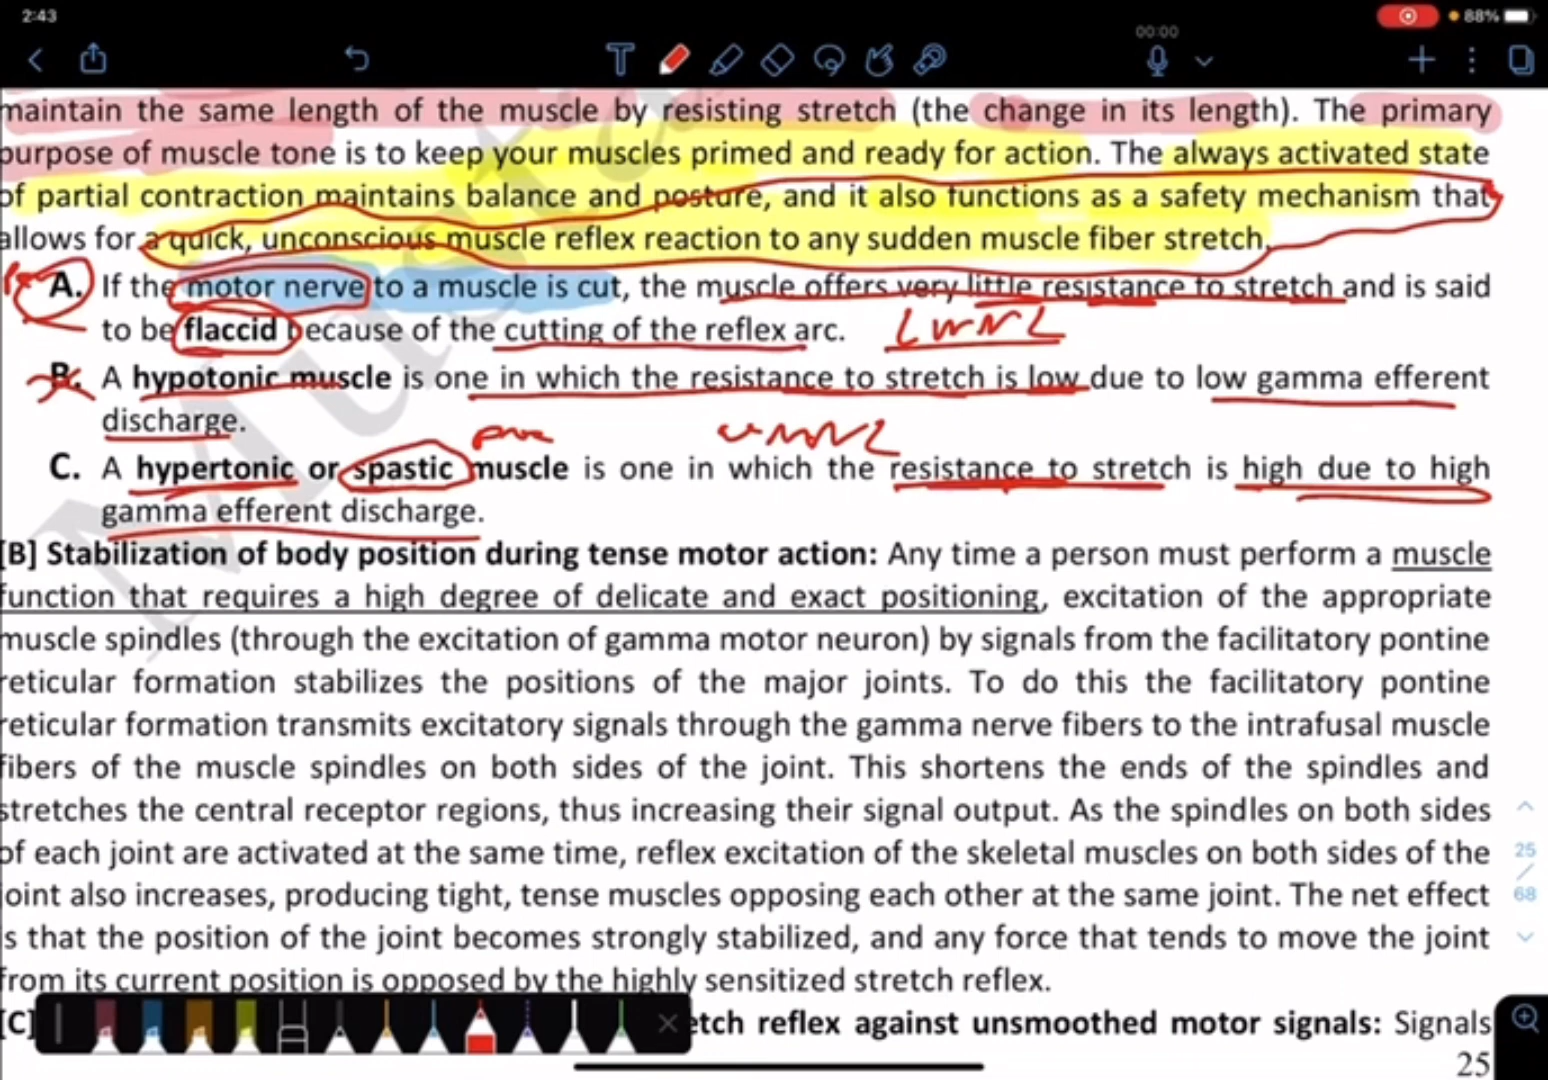 2:43
88%
00:00
maintain the same length of the muscle by resisting stretch (the change in its length). The primary
purpose of muscle tone is to keep your muscles primed and ready for action. The always activated state
of partial contraction maintains balance and posture, and it also functions as a safety mechanism that
allows for a quick, unconscious muscle reflex reaction to any sudden muscle fiber stretch.
A. If the motor nerve to a muscle is cut, the muscle offers very little resistance to stretch and is said
to be flaccid because of the cutting of the reflex arc. LMNL
B. A hypotonic muscle is one in which the resistance to stretch is low due to low gamma efferent
discharge.
UMNL
C. A hypertonic or spastic muscle is one in which the resistance to stretch is high due to high
gamma efferent discharge.
[B] Stabilization of body position during tense motor action: Any time a person must perform a muscle
function that requires a high degree of delicate and exact positioning, excitation of the appropriate
muscle spindles (through the excitation of gamma motor neuron) by signals from the facilitatory pontine
reticular formation stabilizes the positions of the major joints. To do this the facilitatory pontine
reticular formation transmits excitatory signals through the gamma nerve fibers to the intrafusal muscle
fibers of the muscle spindles on both sides of the joint. This shortens the ends of the spindles and
stretches the central receptor regions, thus increasing their signal output. As the spindles on both sides
of each joint are activated at the same time, reflex excitation of the skeletal muscles on both sides of the
joint also increases, producing tight, tense muscles opposing each other at the same joint. The net effect
is that the position of the joint becomes strongly stabilized, and any force that tends to move the joint
from its current position is opposed by the highly sensitized stretch reflex.
[C] etch reflex against unsmoothed motor signals: Signals
25
/
68
25